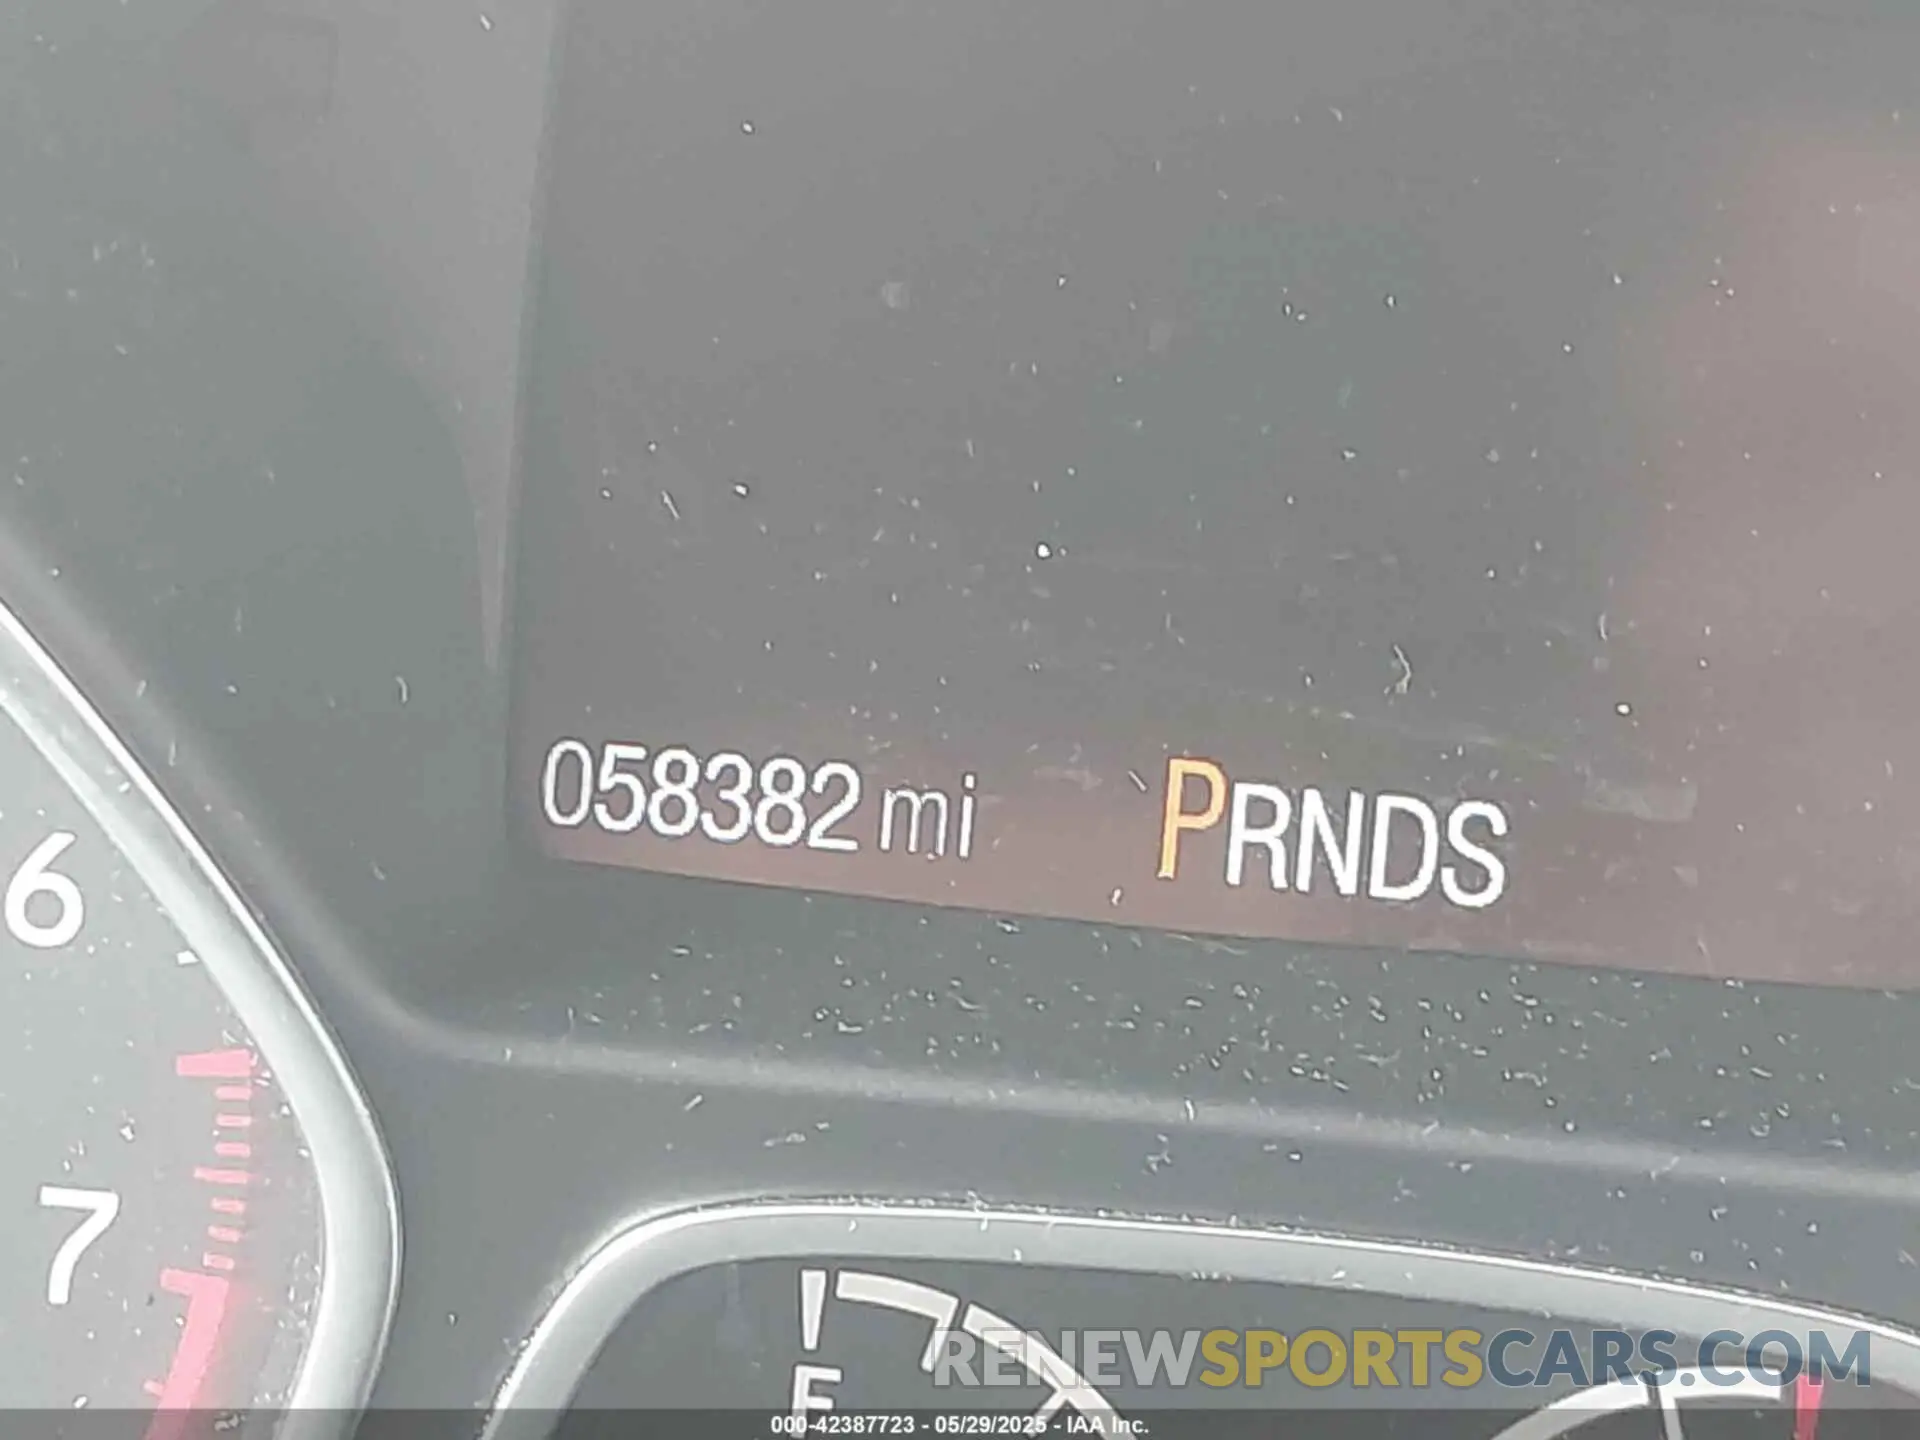 058382 mi PRNDS
6
7
F
RENEWSPORTSCARS.COM
000-42387723 - 05/29/2025 - IAA Inc.